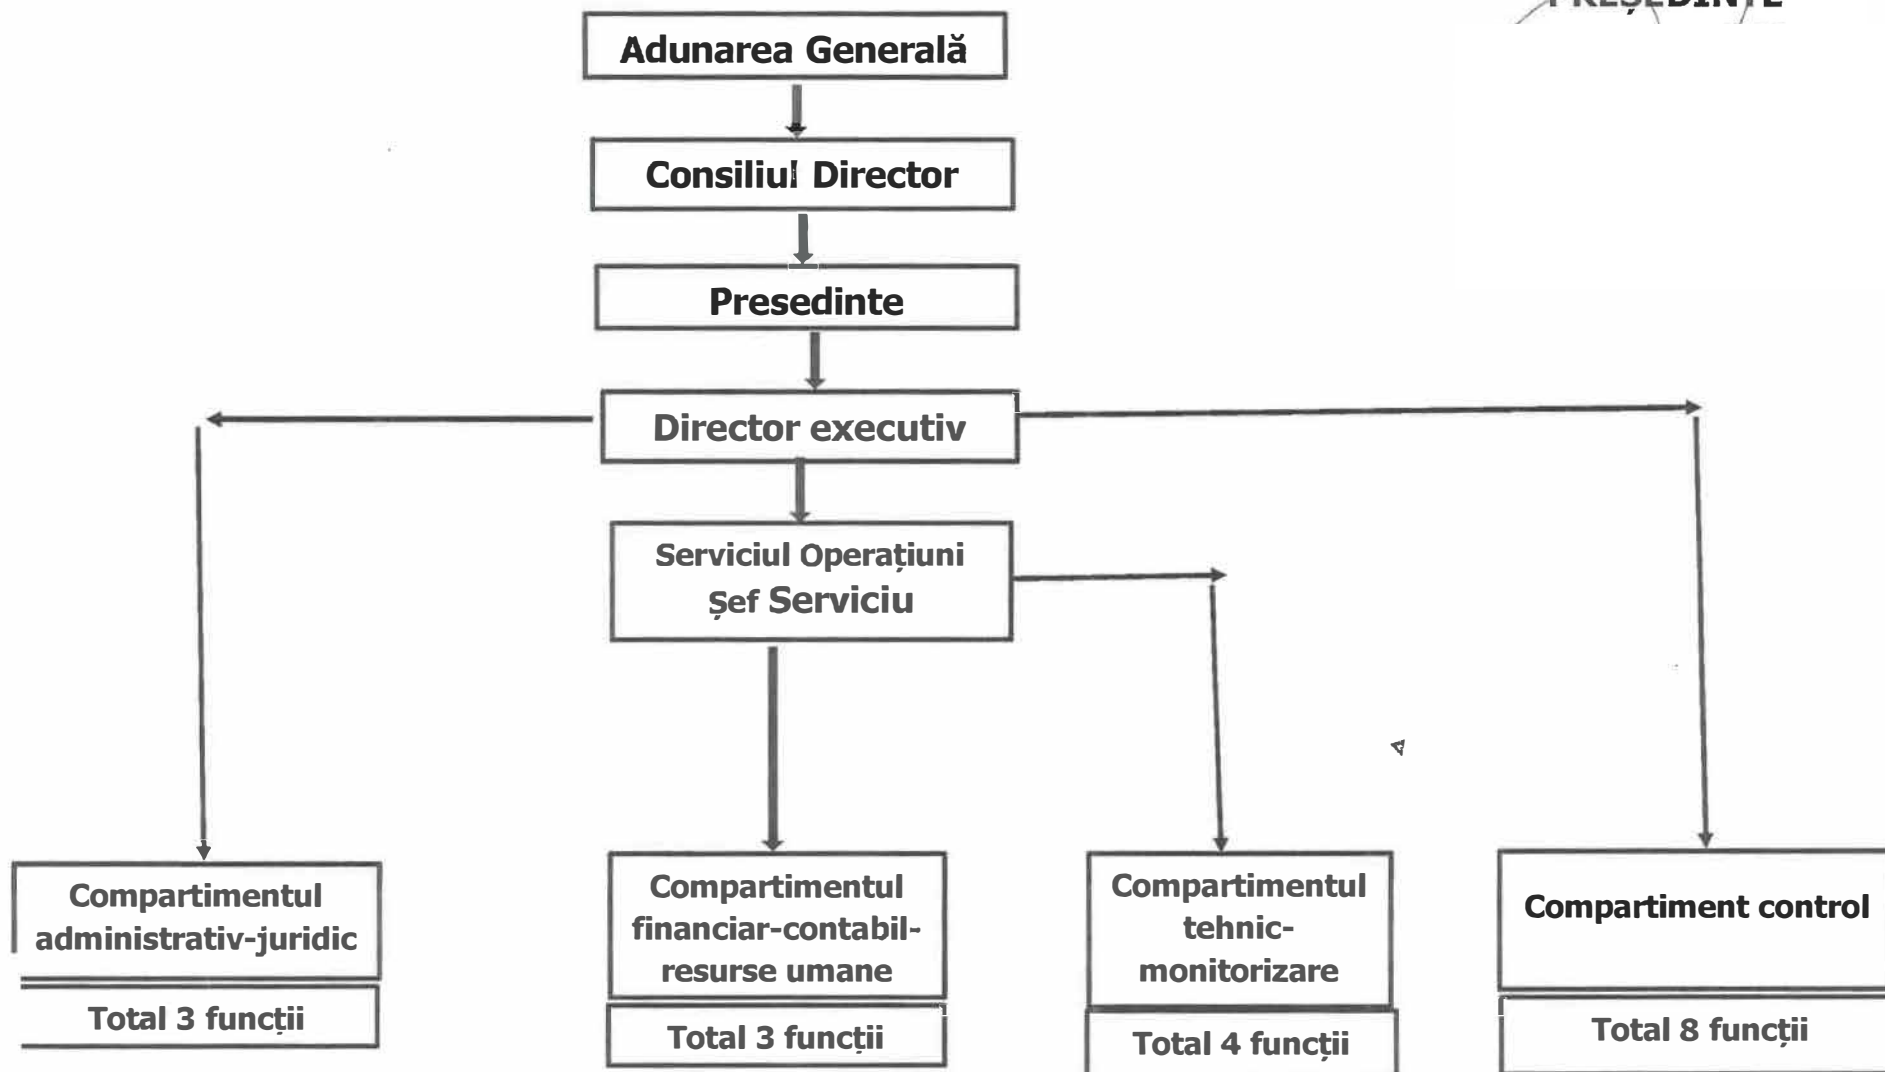 PREȘEDINTE
Adunarea Generală
Consiliul Director
Presedinte
Director executiv
Serviciul Operațiuni
Șef Serviciu
Compartimentul
administrativ-juridic
Total 3 funcții
Compartimentul
financiar-contabil-
resurse umane
Total 3 funcții
Compartimentul
tehnic-
monitorizare
Total 4 funcții
Compartiment control
Total 8 funcții